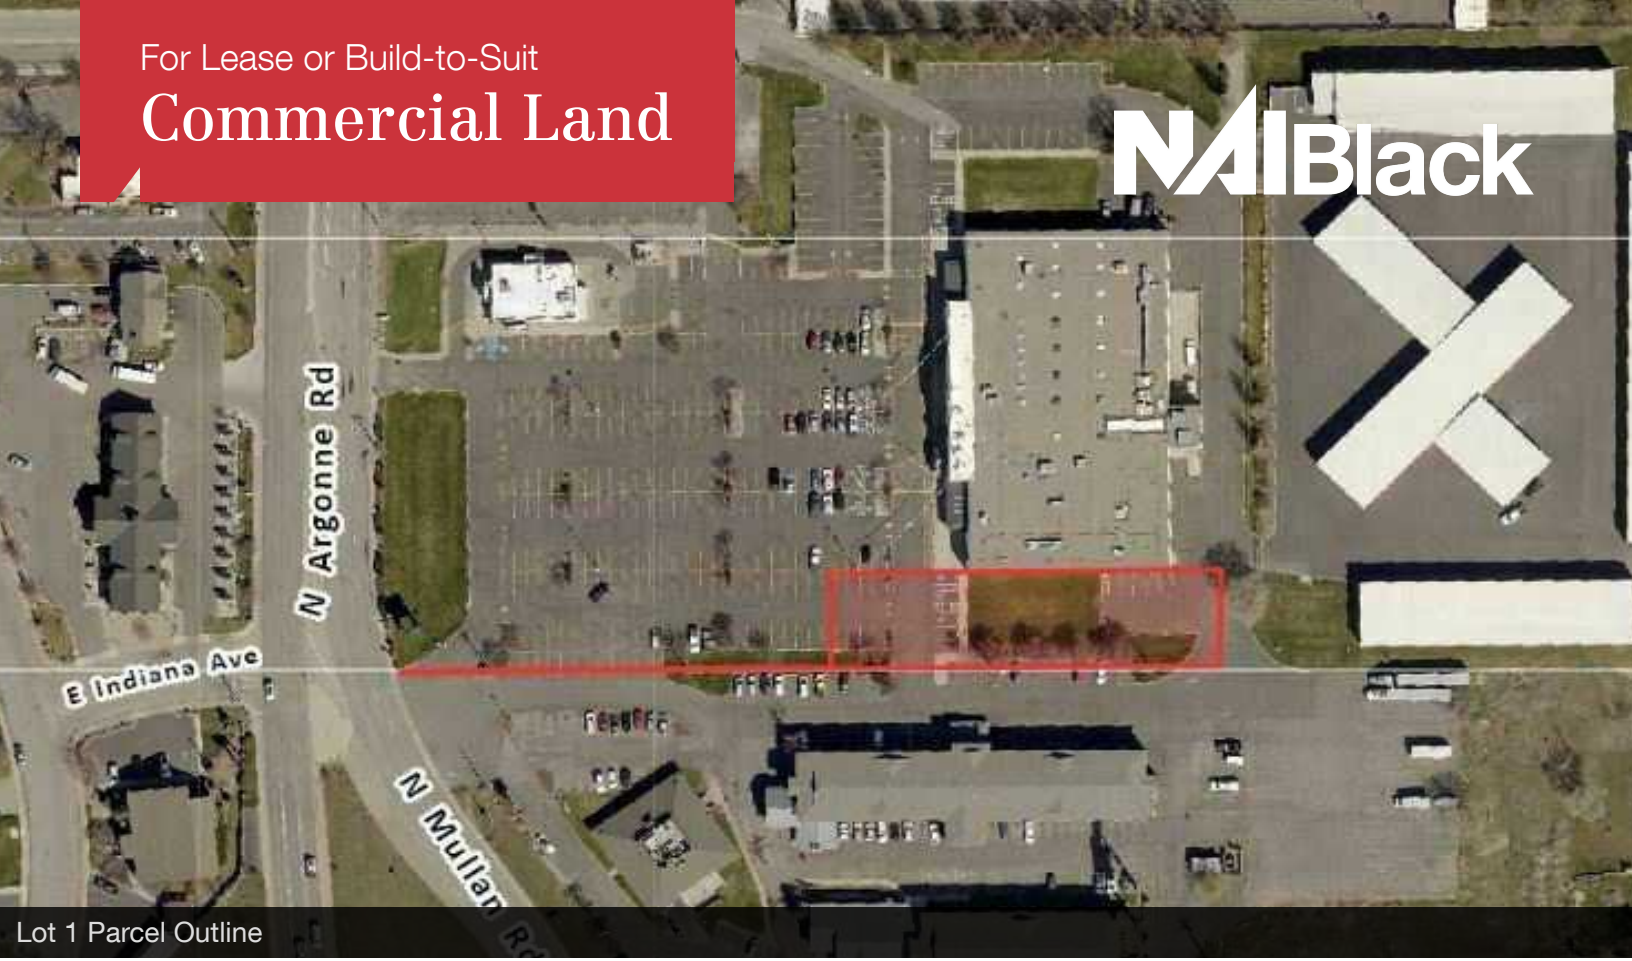 For Lease or Build-to-Suit
Commercial Land
NAIBlack
N Argonne Rd
E Indiana Ave
N Mullan Rd
Lot 1 Parcel Outline